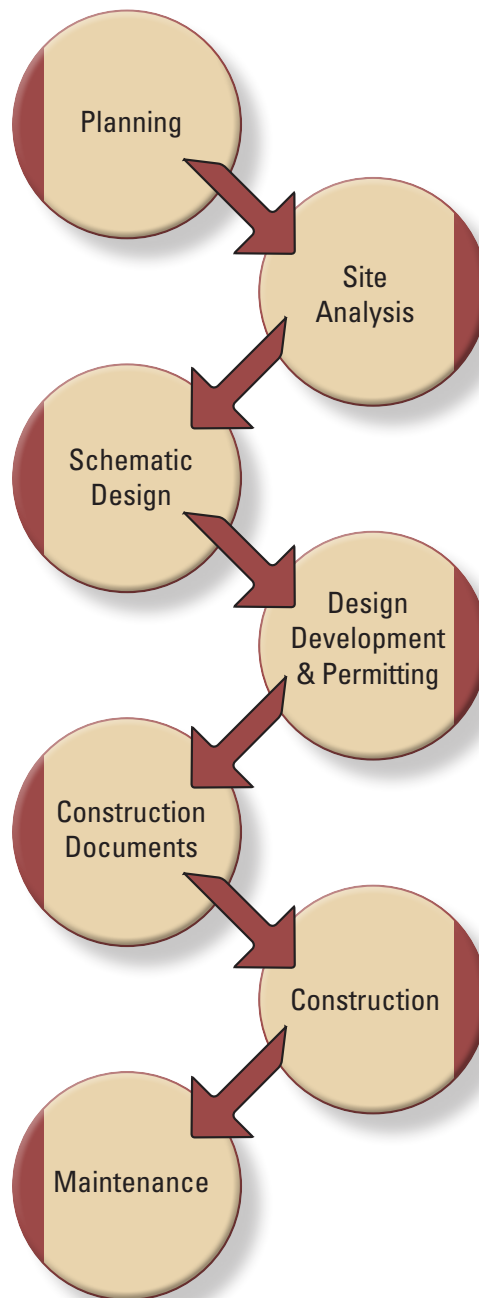 Planning
Site
Analysis
Schematic
Design
Design
Development
& Permitting
Construction
Documents
Construction
Maintenance